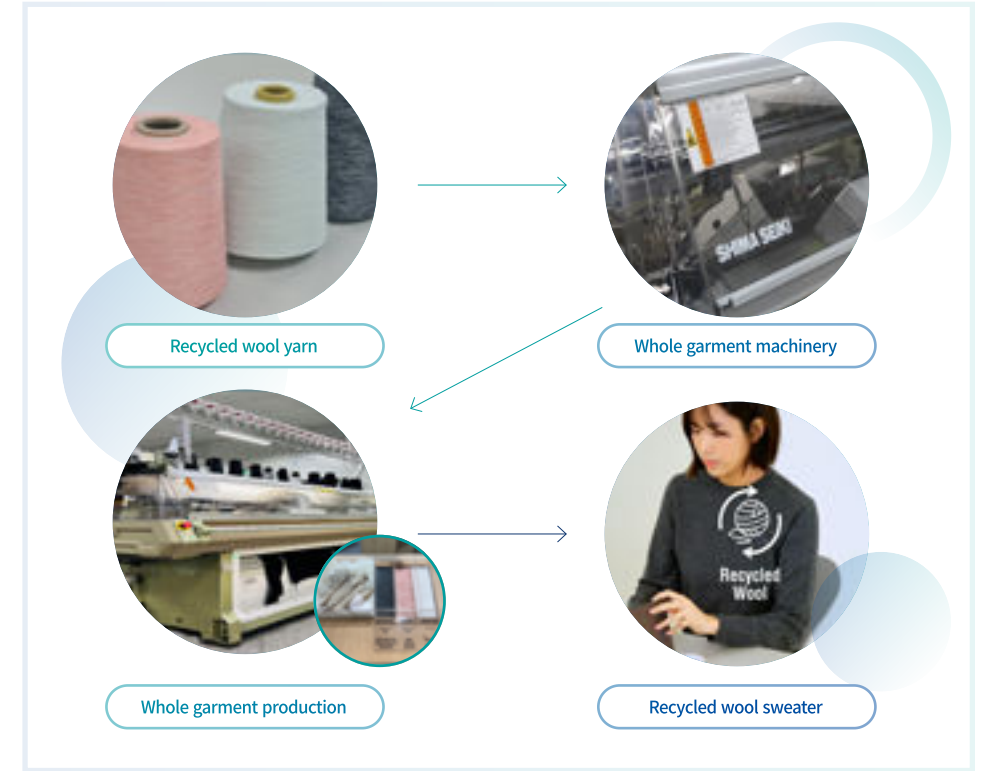 SHIMA SEIKI
Recycled wool yarn
Whole garment machinery
Recycled
Wool
Whole garment production
Recycled wool sweater